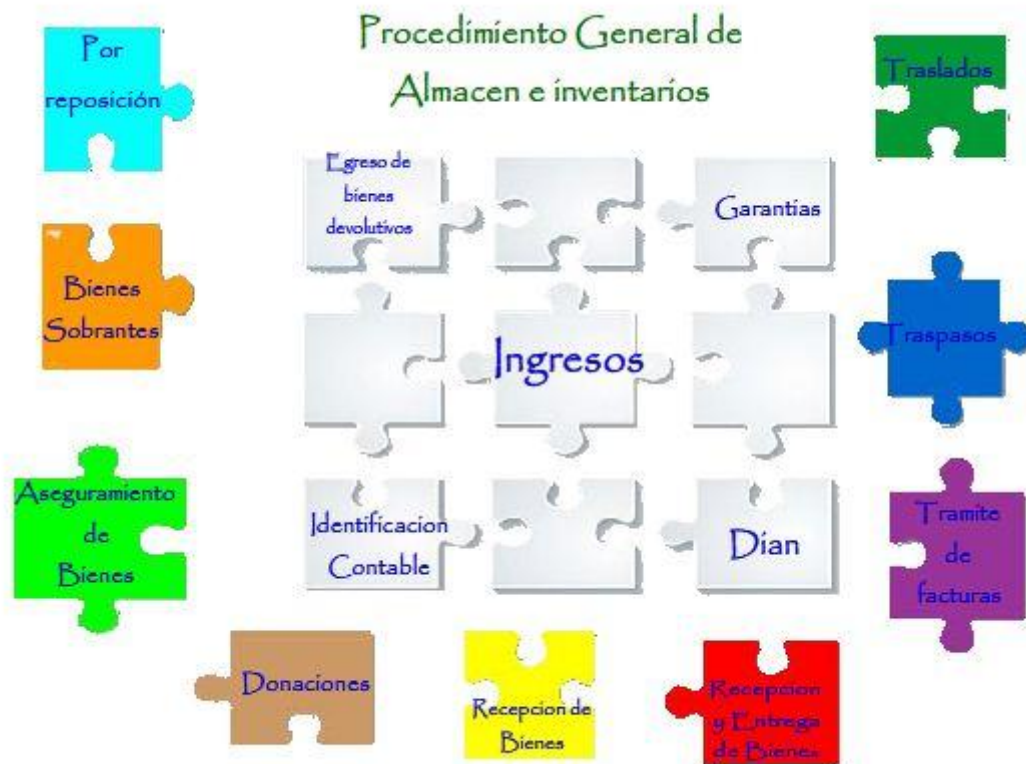 Procedimiento General de
Almacen e inventarios
Por
reposición
Traslados
Egreso de
bienes
devolutivos
Garantías
Bienes
Sobrantes
Ingresos
Traspasos
Aseguramiento
de
Bienes
Identificacion
Contable
Dian
Tramite
de
facturas
Donaciones
Recepcion de
Bienes
Recepcion
y Entrega
de Bienes